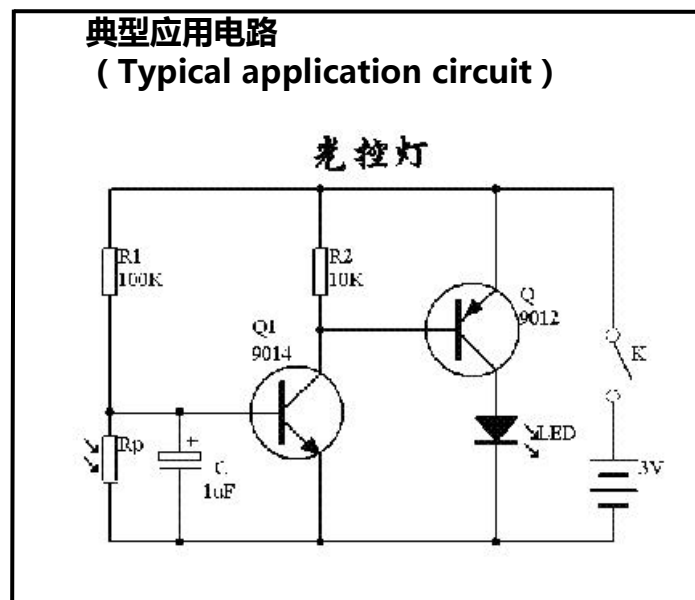 典型应用电路
（Typical application circuit）
光控灯
R1
100K
R2
10K
Q
9012
Q1
9014
K
Rp
+
C
1uF
LED
3V